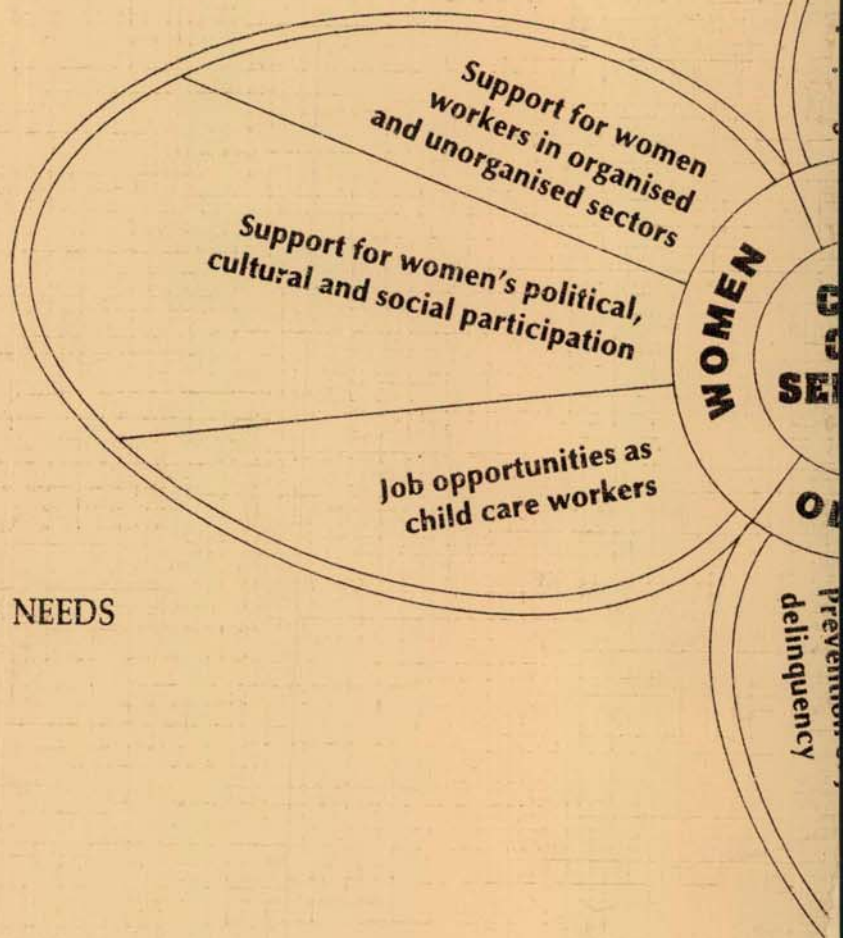 Support for women
workers in organised
and unorganised sectors
Support for women's political,
cultural and social participation
Job opportunities as
child care workers
WOMEN
NEEDS
delinquency